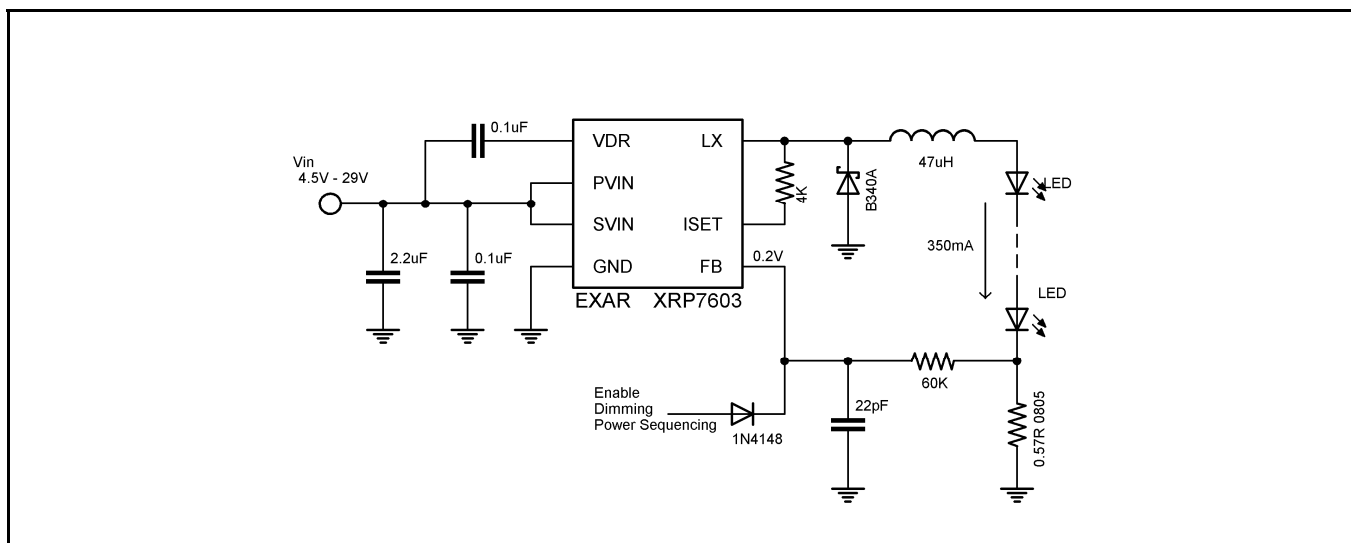 0.1uF
VDR
LX
Vin
4.5V - 29V
PVIN
4K
B340A
47uH
LED
SVIN
ISET
350mA
2.2uF
0.1uF
GND
FB
0.2V
EXAR XRP7603
LED
60K
Enable
Dimming
Power Sequencing
1N4148
22pF
0.57R 0805